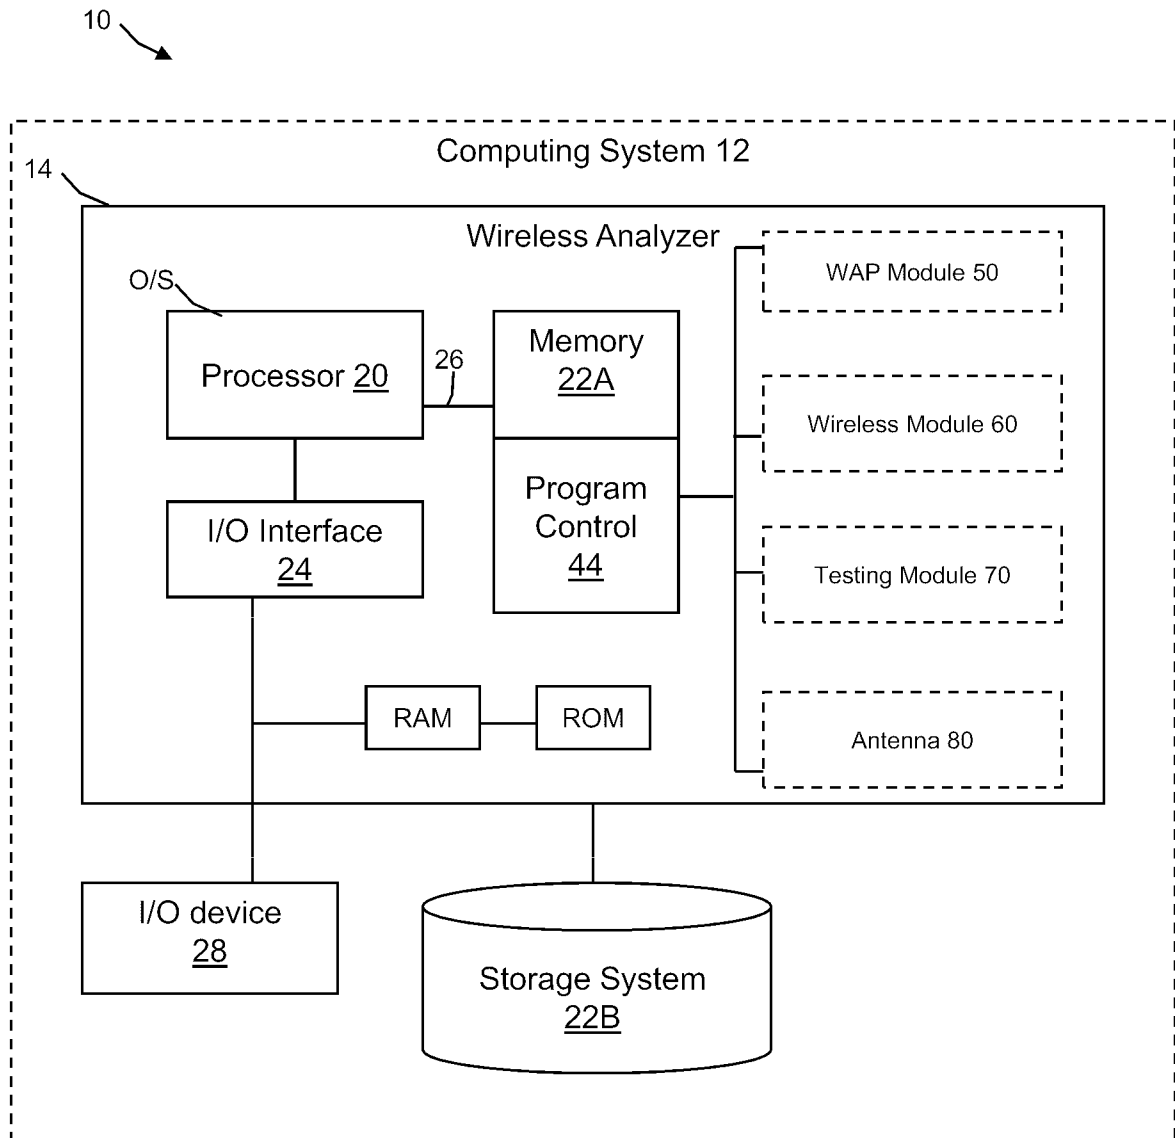 10
Computing System 12
14
Wireless Analyzer
O/S
Processor 20
26
Memory
22A
Program
Control
44
I/O Interface
24
RAM
ROM
WAP Module 50
Wireless Module 60
Testing Module 70
Antenna 80
I/O device
28
Storage System
22B